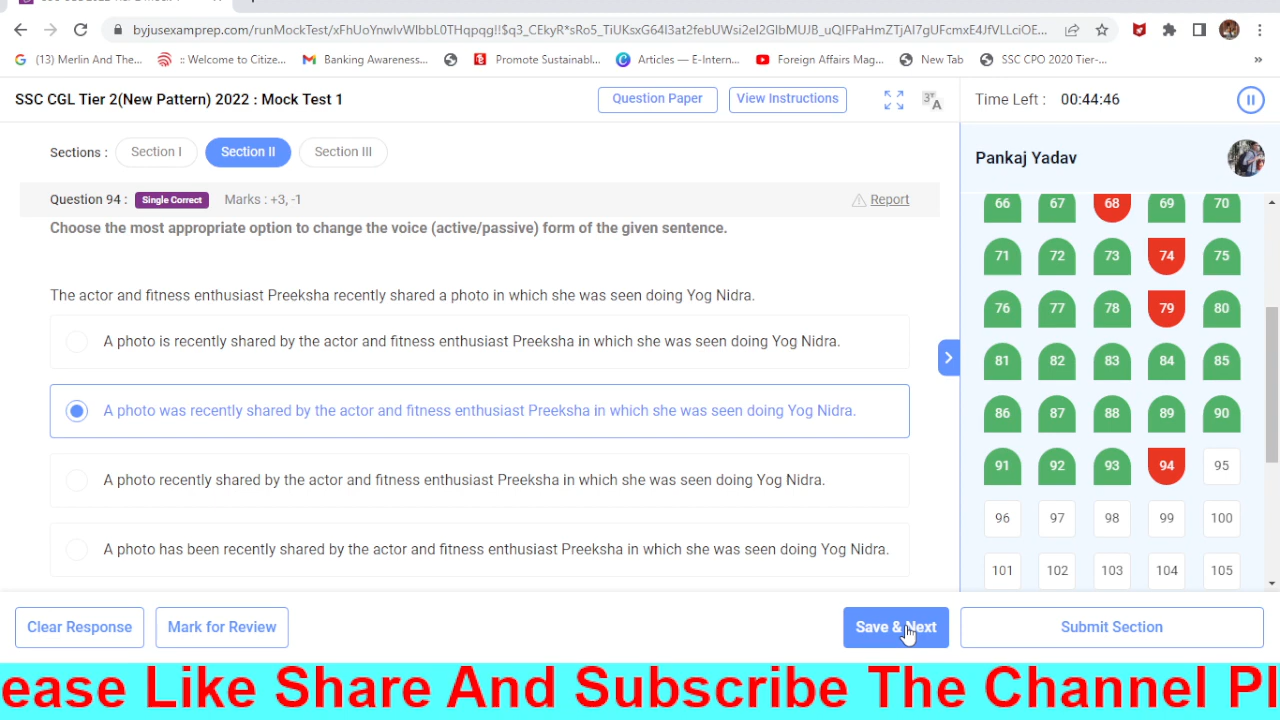 byjusexamprep.com/runMockTest/xFhUoYnwIvWIbbL0THqpqg!!$q3_CEkyR*sRo5_TiUKsxG64I3at2febUWsi2eI2GIbMUJB_uQIFPaHmZTjAI7gUFcmxE4JfVLLciOE...
(13) Merlin And The...
:: Welcome to Citize...
Banking Awareness...
Promote Sustainabl...
Articles — E-Intern...
Foreign Affairs Mag...
New Tab
SSC CPO 2020 Tier-...
»
SSC CGL Tier 2(New Pattern) 2022 : Mock Test 1
Question Paper
View Instructions
Time Left : 00:44:46
Sections : Section I Section II Section III
Pankaj Yadav
Question 94 : Single Correct Marks : +3, -1
Report
Choose the most appropriate option to change the voice (active/passive) form of the given sentence.
The actor and fitness enthusiast Preeksha recently shared a photo in which she was seen doing Yog Nidra.
A photo is recently shared by the actor and fitness enthusiast Preeksha in which she was seen doing Yog Nidra.
A photo was recently shared by the actor and fitness enthusiast Preeksha in which she was seen doing Yog Nidra.
A photo recently shared by the actor and fitness enthusiast Preeksha in which she was seen doing Yog Nidra.
A photo has been recently shared by the actor and fitness enthusiast Preeksha in which she was seen doing Yog Nidra.
66 67 68 69 70
71 72 73 74 75
76 77 78 79 80
81 82 83 84 85
86 87 88 89 90
91 92 93 94 95
96 97 98 99 100
101 102 103 104 105
Clear Response
Mark for Review
Save & Next
Submit Section
ease Like Share And Subscribe The Channel Pl